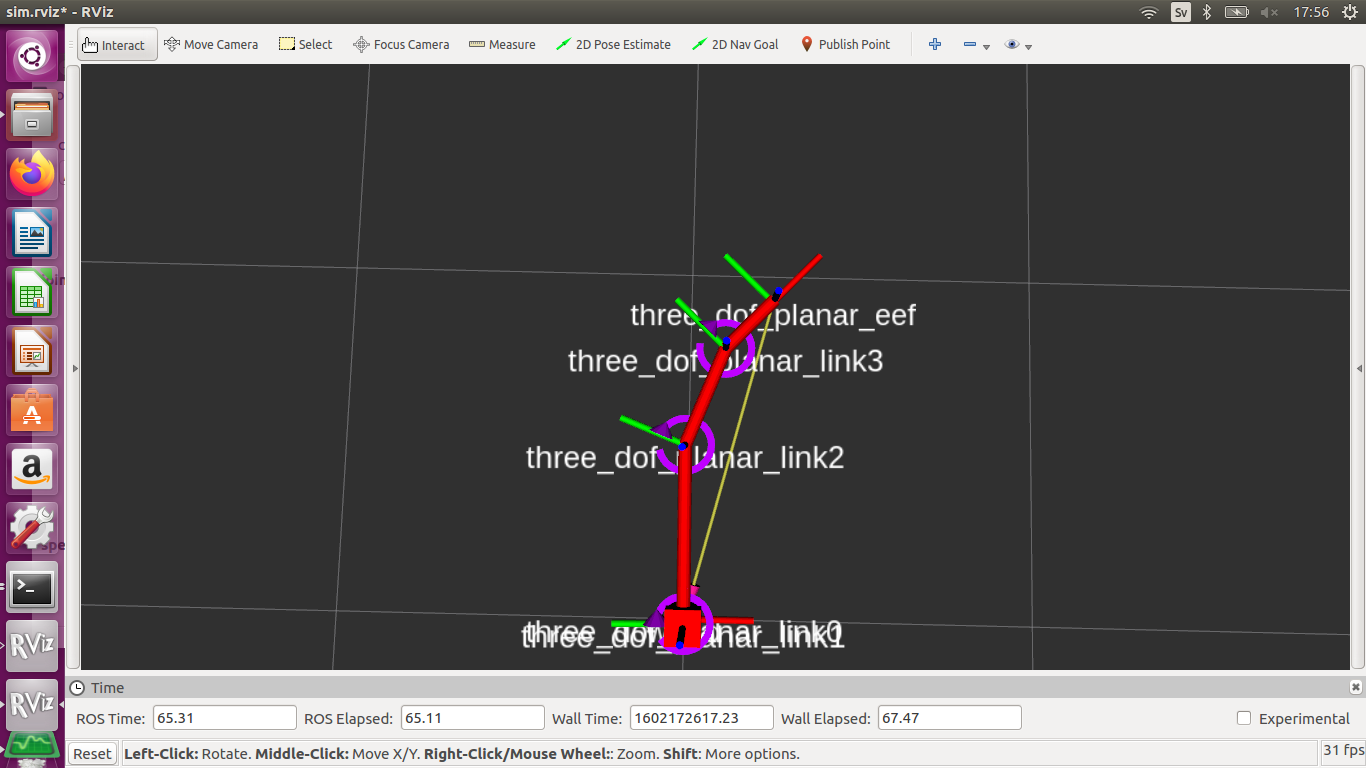 sim.rviz* - RViz
Sv
17:56
Interact
Move Camera
Select
Focus Camera
Measure
2D Pose Estimate
2D Nav Goal
Publish Point
three_dof_planar_eef
three_dof_planar_link3
three_dof_planar_link2
three_dof_planar_link0
three_dof_planar_link1
RViz
RViz
Time
ROS Time: 65.31
ROS Elapsed: 65.11
Wall Time: 1602172617.23
Wall Elapsed: 67.47
Experimental
Reset
Left-Click: Rotate. Middle-Click: Move X/Y. Right-Click/Mouse Wheel:: Zoom. Shift: More options.
31 fps